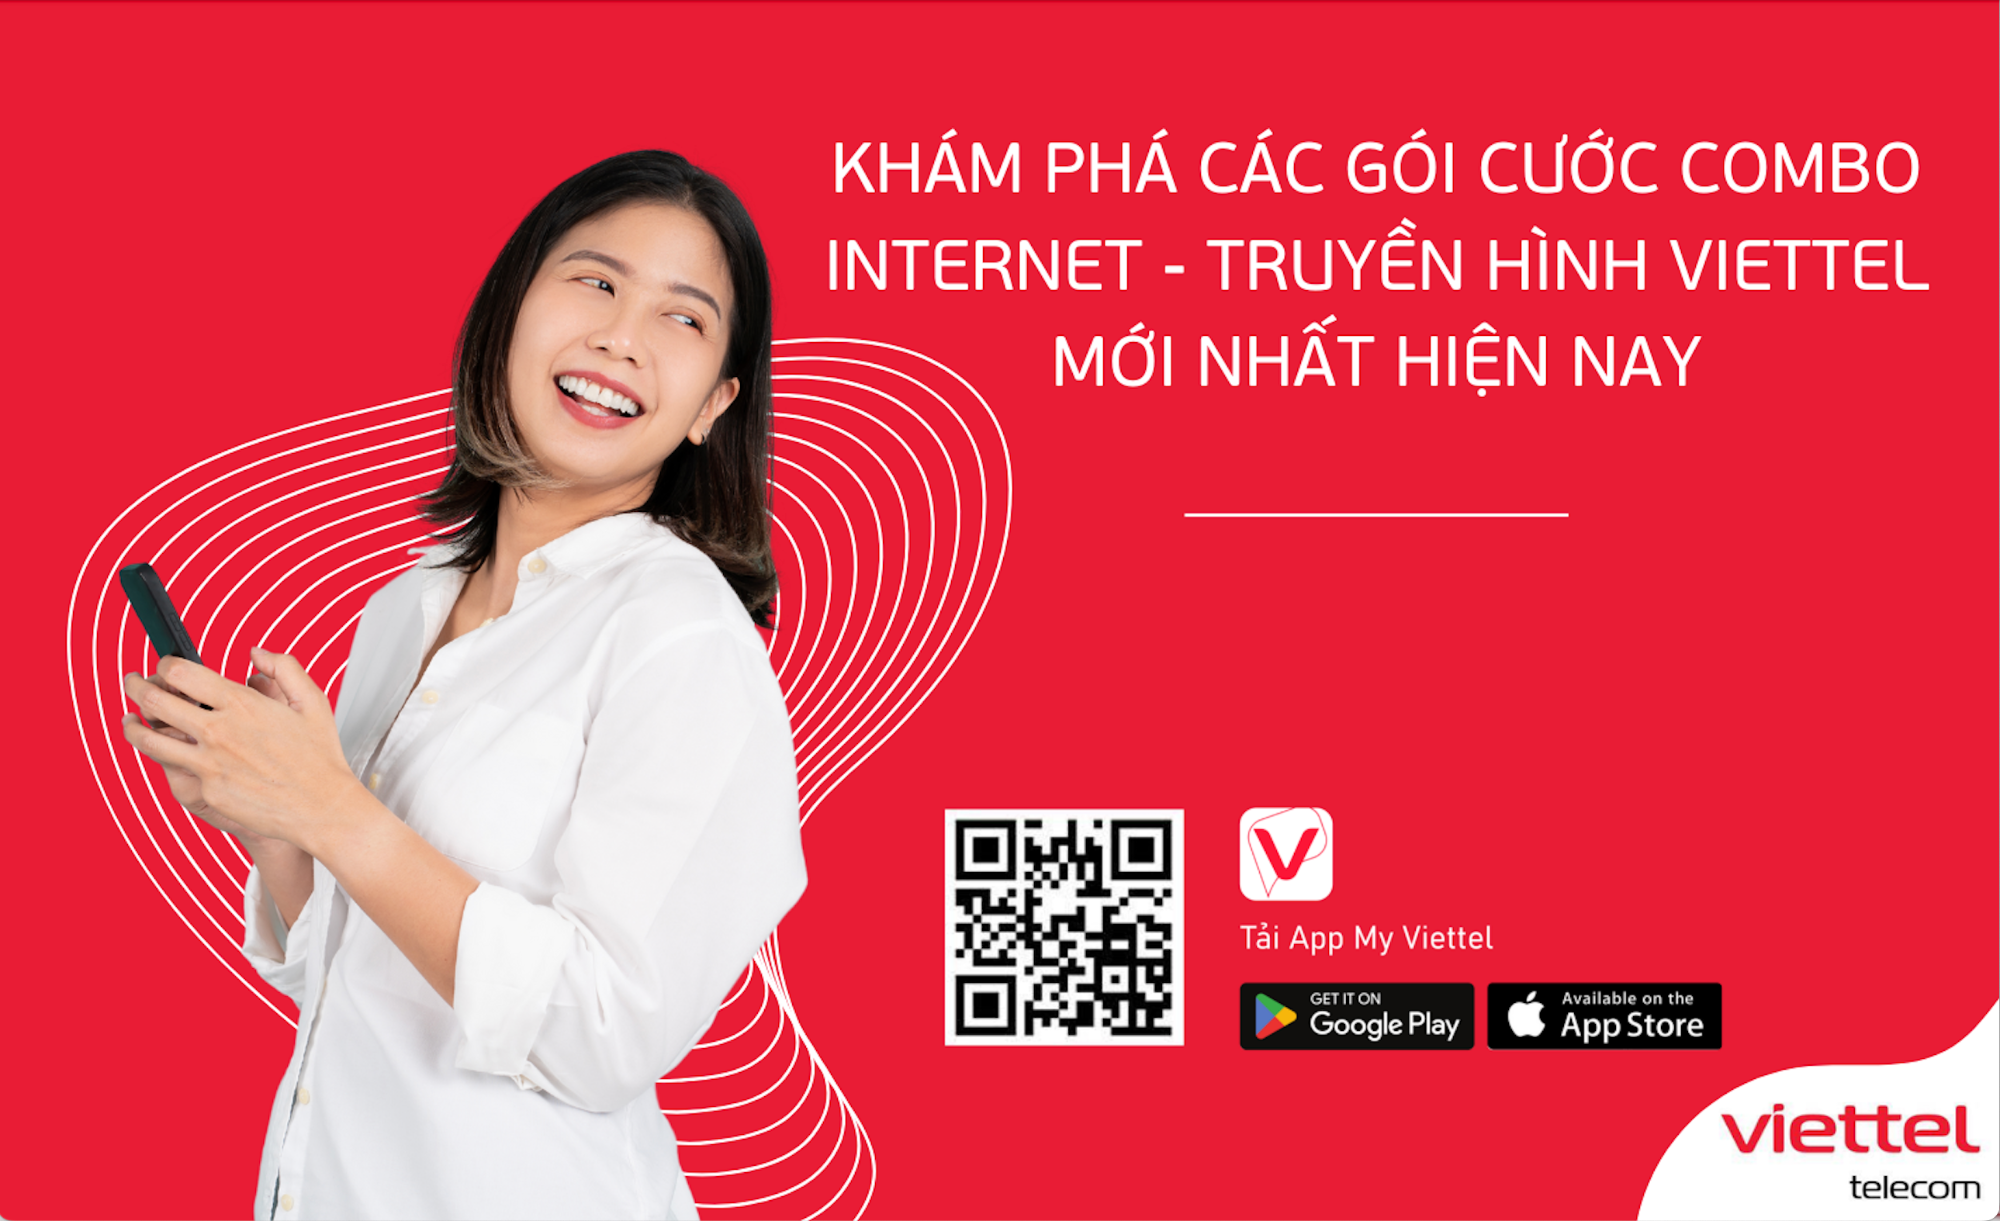 KHÁM PHÁ CÁC GÓI CƯỚC COMBO
INTERNET - TRUYỀN HÌNH VIETTEL
MỚI NHẤT HIỆN NAY
Tải App My Viettel
GET IT ON
Google Play
Available on the
App Store
viettel
telecom